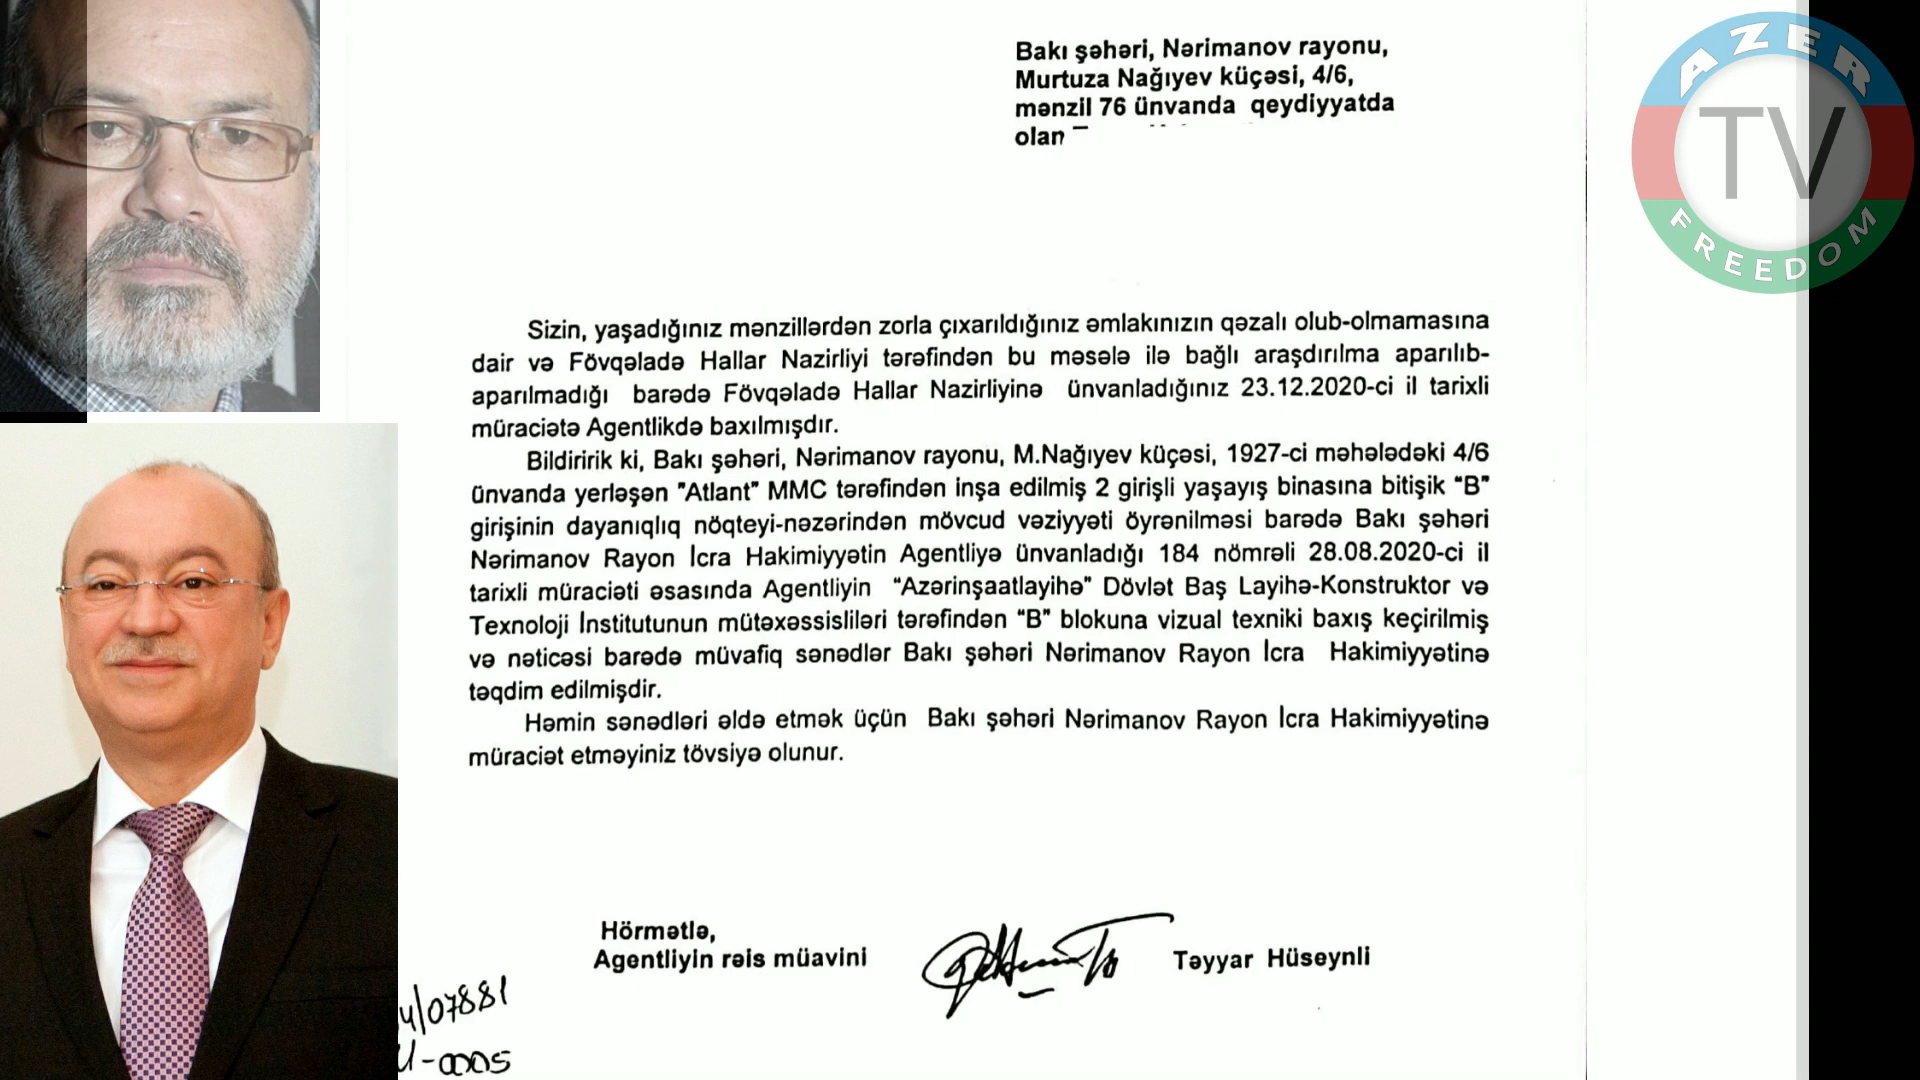 Bakı şəhəri, Nərimanov rayonu,
Murtuza Nağıyev küçəsi, 4/6,
mənzil 76 ünvanda qeydiyyatda
olan
AZER
TV
FREEDOM
Sizin, yaşadığınız mənzillərdən zorla çıxarıldığınız əmlakınızın qəzalı olub-olmamasına
dair və Fövqəladə Hallar Nazirliyi tərəfindən bu məsələ ilə bağlı araşdırılma aparılıb-
aparılmadığı barədə Fövqəladə Hallar Nazirliyinə ünvanladığınız 23.12.2020-ci il tarixli
müraciətə Agentlikdə baxılmışdır.
Bildiririk ki, Bakı şəhəri, Nərimanov rayonu, M.Nağıyev küçəsi, 1927-ci məhələdəki 4/6
ünvanda yerləşən "Atlant" MMC tərəfindən inşa edilmiş 2 girişli yaşayış binasına bitişik “B”
girişinin dayanıqlıq nöqteyi-nəzərindən mövcud vəziyyəti öyrənilməsi barədə Bakı şəhəri
Nərimanov Rayon İcra Hakimiyyətin Agentliyə ünvanladığı 184 nömrəli 28.08.2020-ci il
tarixli müraciəti əsasında Agentliyin “Azərinşaatlayihə” Dövlət Baş Layihə-Konstruktor və
Texnoloji İnstitutunun mütəxəssisliləri tərəfindən “B” blokuna vizual texniki baxış keçirilmiş
və nəticəsi barədə müvafiq sənədlər Bakı şəhəri Nərimanov Rayon İcra Hakimiyyətinə
təqdim edilmişdir.
Həmin sənədləri əldə etmək üçün Bakı şəhəri Nərimanov Rayon İcra Hakimiyyətinə
müraciət etməyiniz tövsiyə olunur.
Hörmətlə,
Agentliyin rəis müavini Təyyar Hüseynli
4/07881
-0005